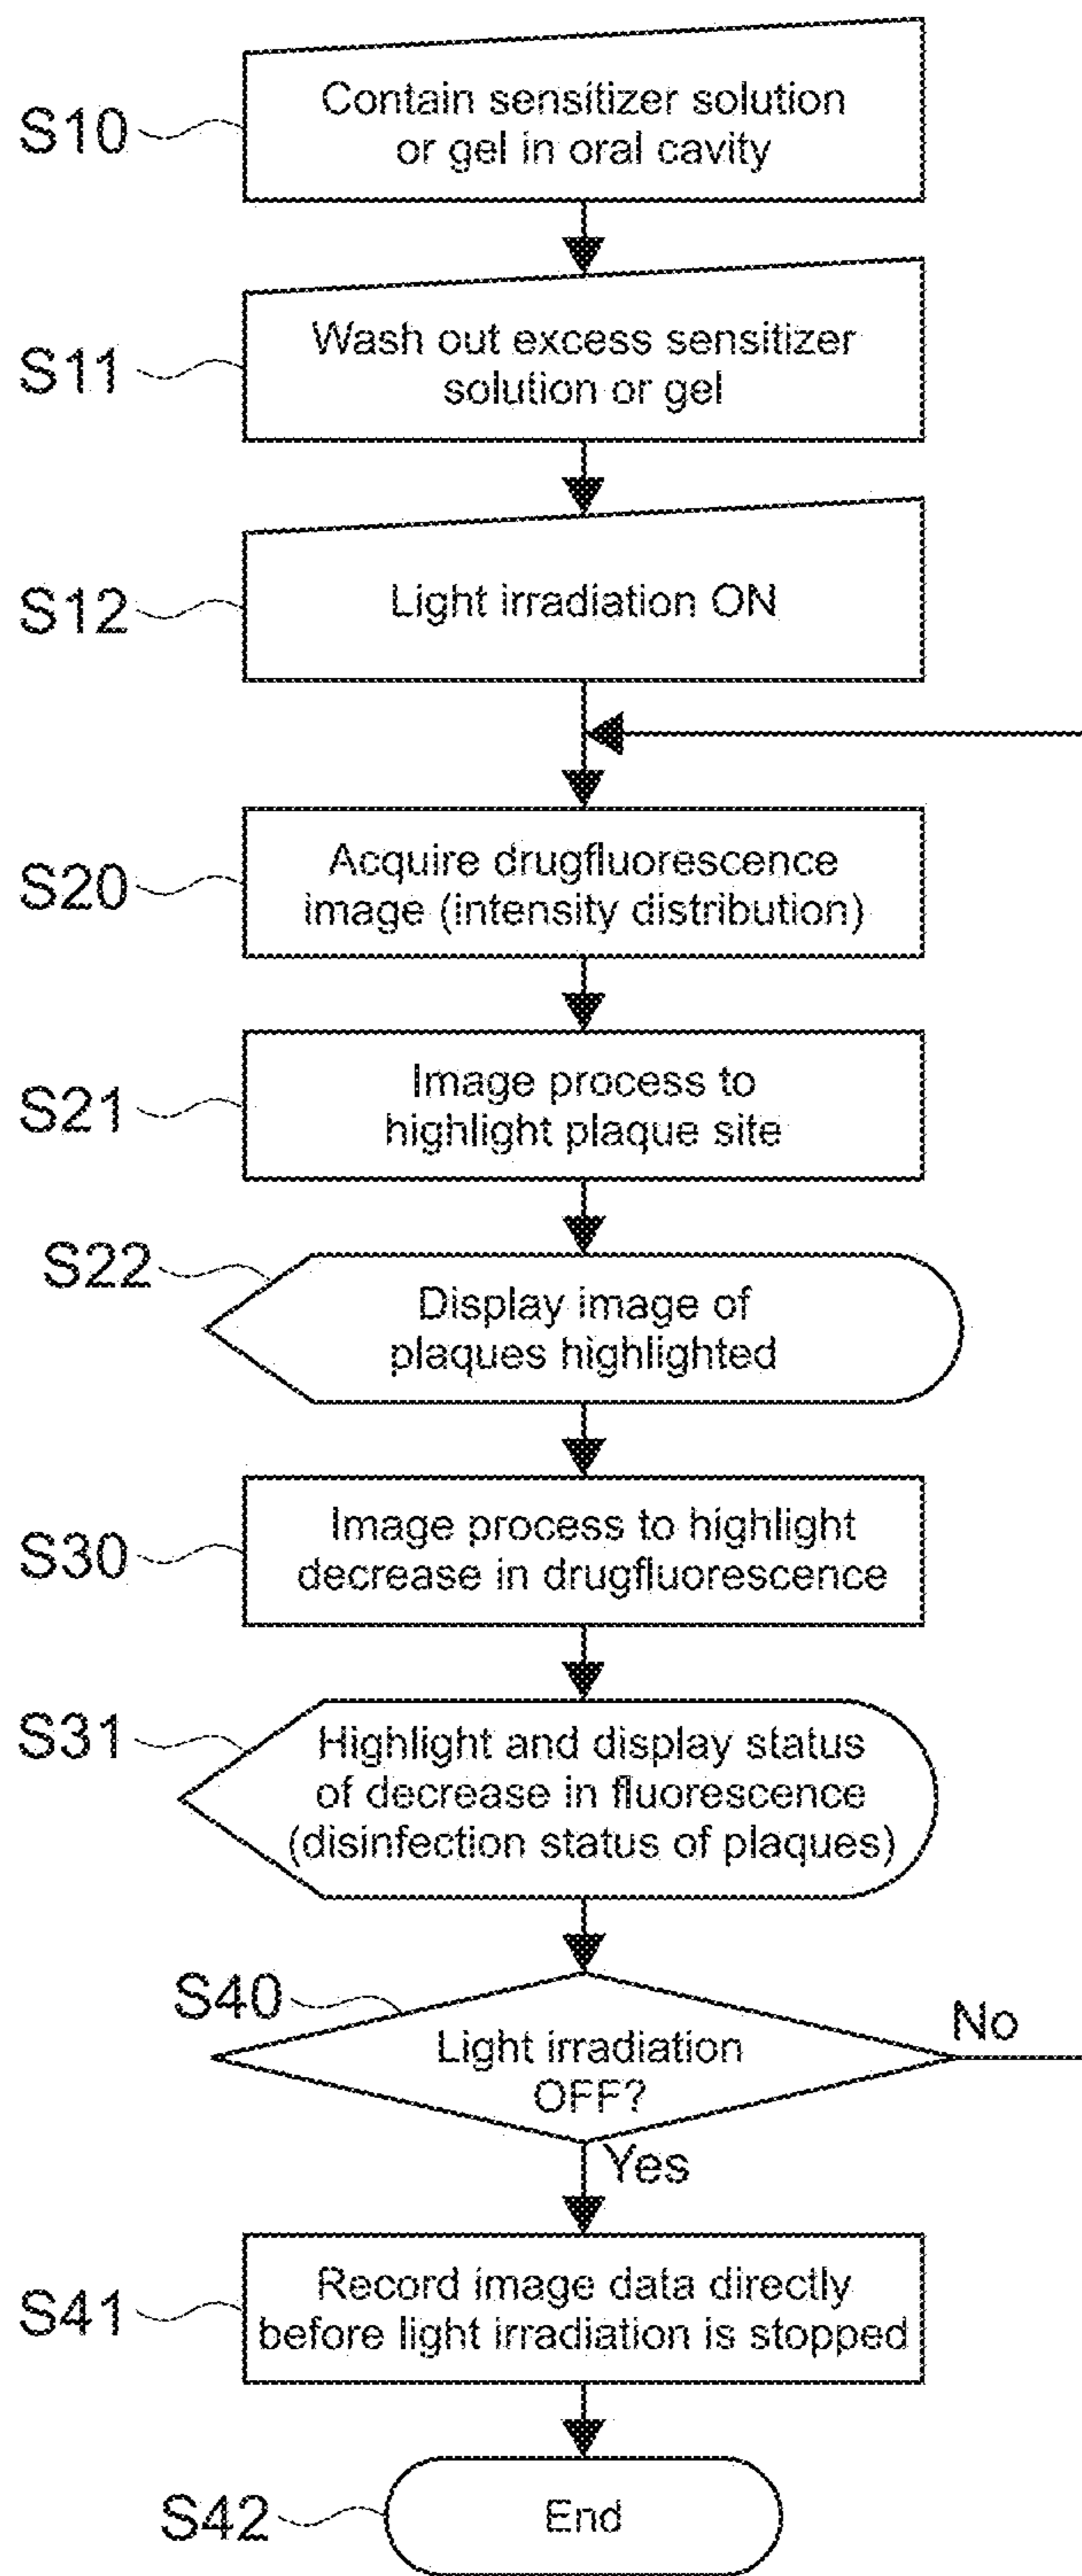 S10
Contain sensitizer solution
or gel in oral cavity
S11
Wash out excess sensitizer
solution or gel
S12
Light irradiation ON
S20
Acquire drugfluorescence
image (intensity distribution)
S21
Image process to
highlight plaque site
S22
Display image of
plaques highlighted
S30
Image process to highlight
decrease in drugfluorescence
S31
Highlight and display status
of decrease in fluorescence
(disinfection status of plaques)
S40
Light irradiation
OFF?
No
Yes
S41
Record image data directly
before light irradiation is stopped
S42
End